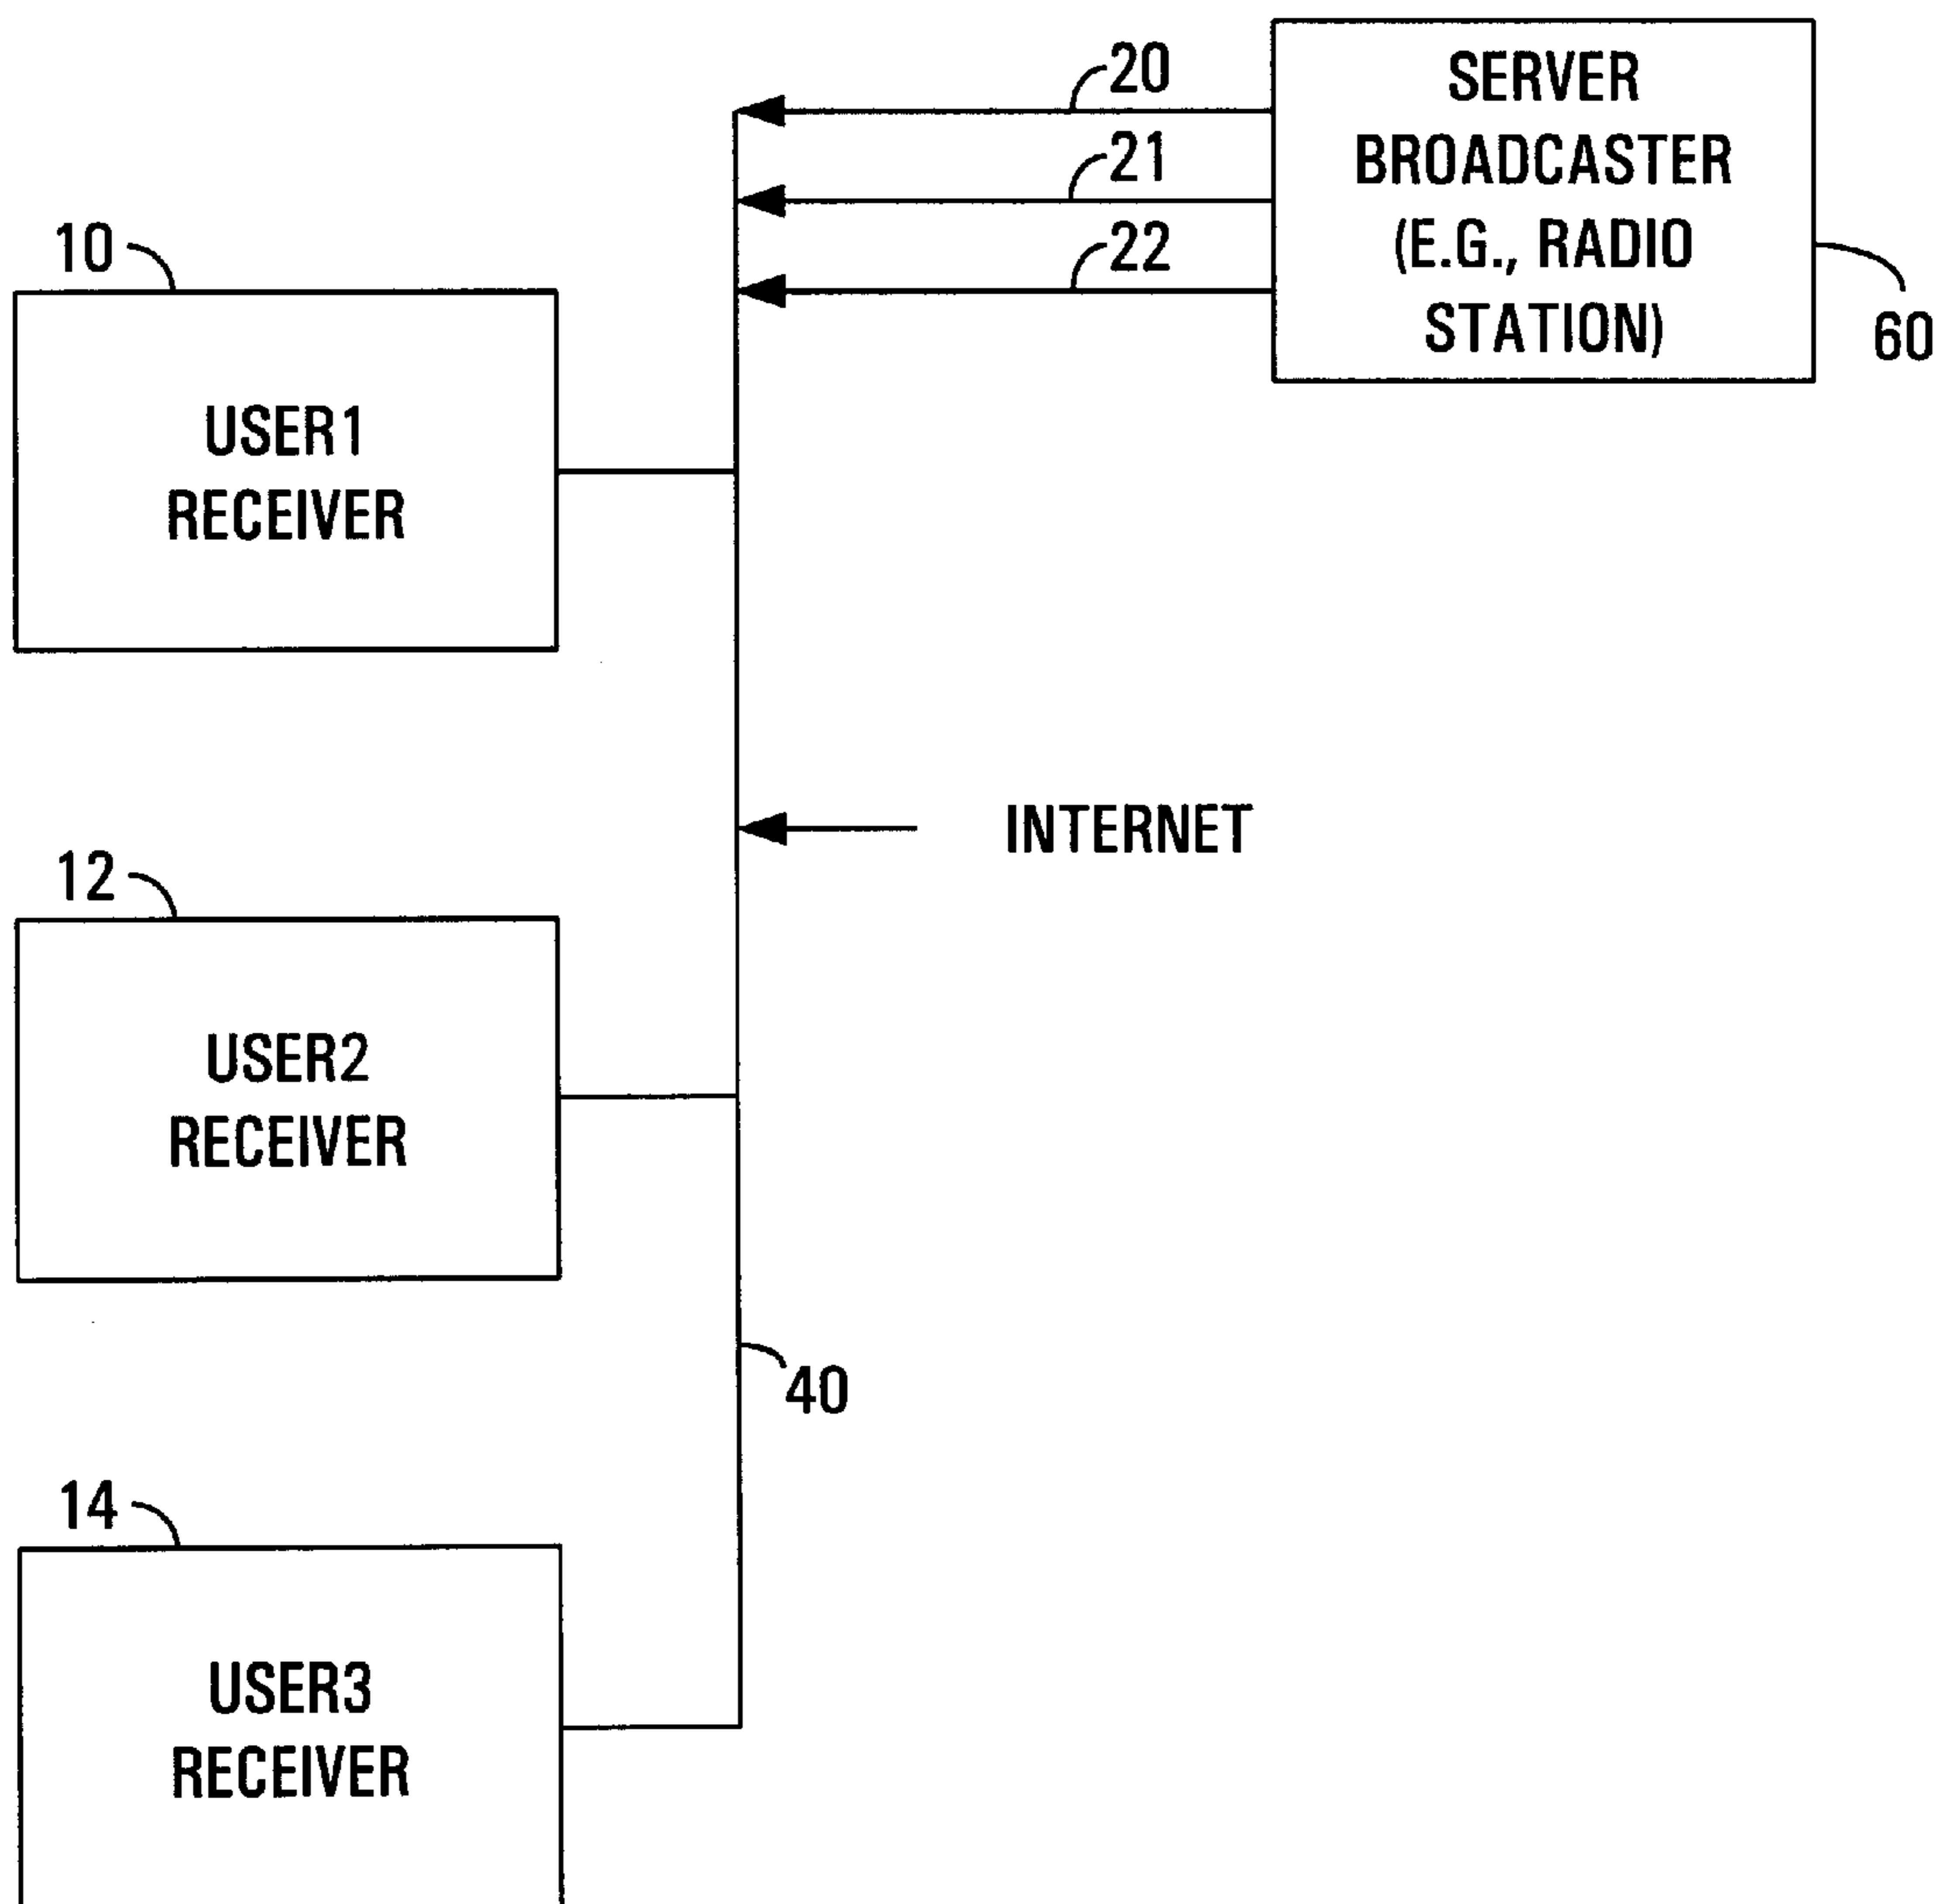 20
SERVER
BROADCASTER
(E.G., RADIO
STATION)
21
22
60
10
USER1
RECEIVER
INTERNET
12
USER2
RECEIVER
40
14
USER3
RECEIVER